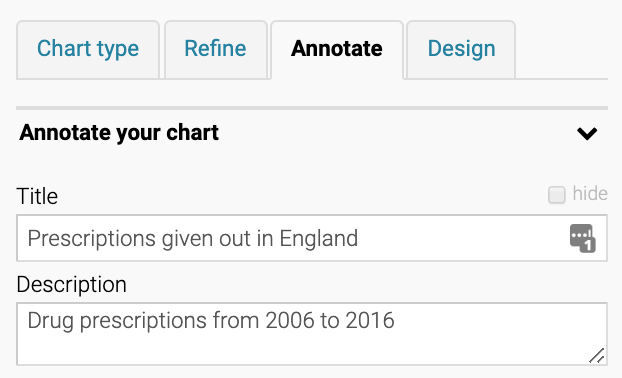 Chart type Refine Annotate Design
Annotate your chart
Title hide
Prescriptions given out in England 1
Description
Drug prescriptions from 2006 to 2016